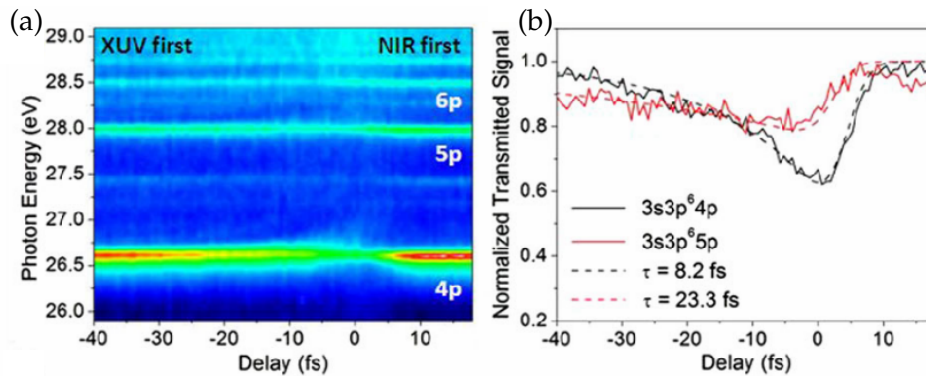 (a)
XUV first NIR first
6p
5p
4p
29.0
28.5
28.0
27.5
27.0
26.5
26.0
Photon Energy (eV)
-40 -30 -20 -10 0 10
Delay (fs)
(b)
1.0
0.8
0.6
0.4
0.2
Normalized Transmitted Signal
3s3p⁶4p
3s3p⁶5p
τ = 8.2 fs
τ = 23.3 fs
-40 -30 -20 -10 0 10
Delay (fs)